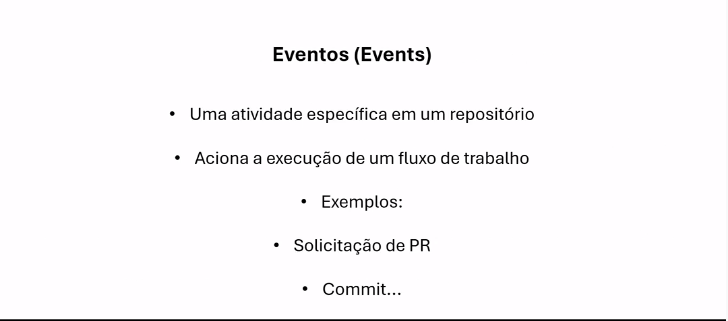 Eventos (Events)
• Uma atividade específica em um repositório
• Aciona a execução de um fluxo de trabalho
• Exemplos:
• Solicitação de PR
• Commit...